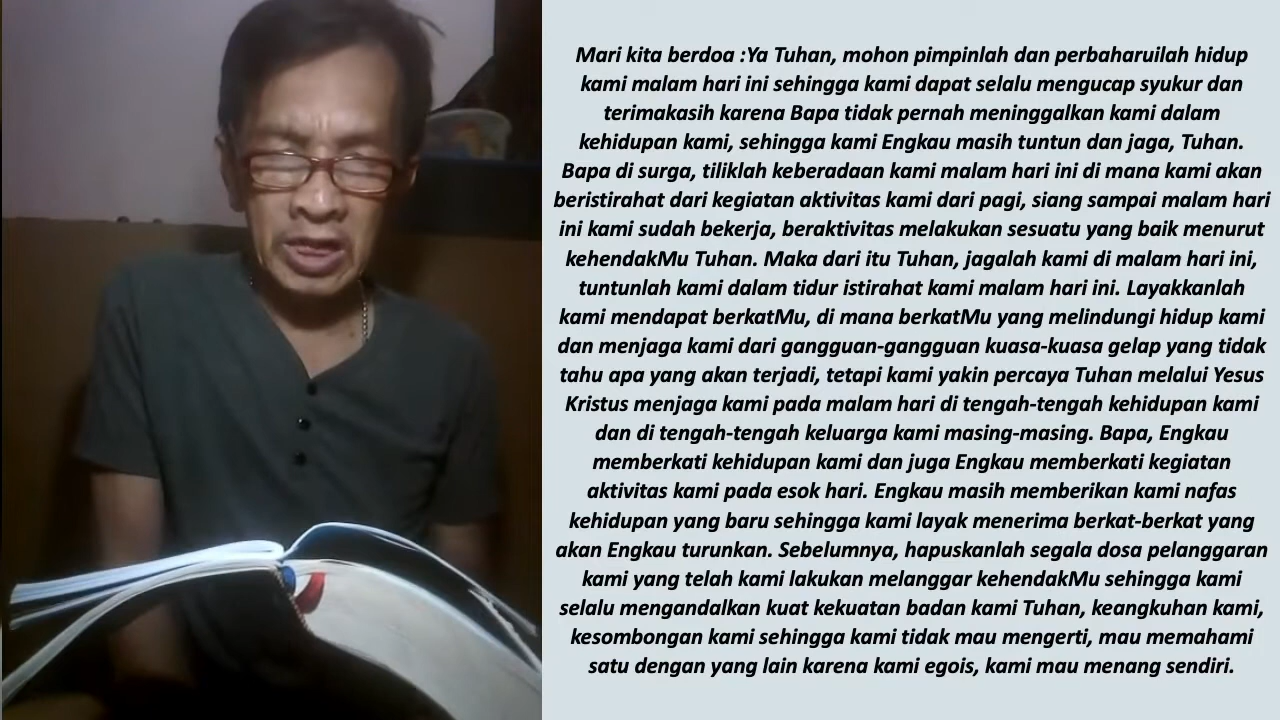 Mari kita berdoa :Ya Tuhan, mohon pimpinlah dan perbaharuilah hidup
kami malam hari ini sehingga kami dapat selalu mengucap syukur dan
terimakasih karena Bapa tidak pernah meninggalkan kami dalam
kehidupan kami, sehingga kami Engkau masih tuntun dan jaga, Tuhan.
Bapa di surga, tiliklah keberadaan kami malam hari ini di mana kami akan
beristirahat dari kegiatan aktivitas kami dari pagi, siang sampai malam hari
ini kami sudah bekerja, beraktivitas melakukan sesuatu yang baik menurut
kehendakMu Tuhan. Maka dari itu Tuhan, jagalah kami di malam hari ini,
tuntunlah kami dalam tidur istirahat kami malam hari ini. Layakkanlah
kami mendapat berkatMu, di mana berkatMu yang melindungi hidup kami
dan menjaga kami dari gangguan-gangguan kuasa-kuasa gelap yang tidak
tahu apa yang akan terjadi, tetapi kami yakin percaya Tuhan melalui Yesus
Kristus menjaga kami pada malam hari di tengah-tengah kehidupan kami
dan di tengah-tengah keluarga kami masing-masing. Bapa, Engkau
memberkati kehidupan kami dan juga Engkau memberkati kegiatan
aktivitas kami pada esok hari. Engkau masih memberikan kami nafas
kehidupan yang baru sehingga kami layak menerima berkat-berkat yang
akan Engkau turunkan. Sebelumnya, hapuskanlah segala dosa pelanggaran
kami yang telah kami lakukan melanggar kehendakMu sehingga kami
selalu mengandalkan kuat kekuatan badan kami Tuhan, keangkuhan kami,
kesombongan kami sehingga kami tidak mau mengerti, mau memahami
satu dengan yang lain karena kami egois, kami mau menang sendiri.